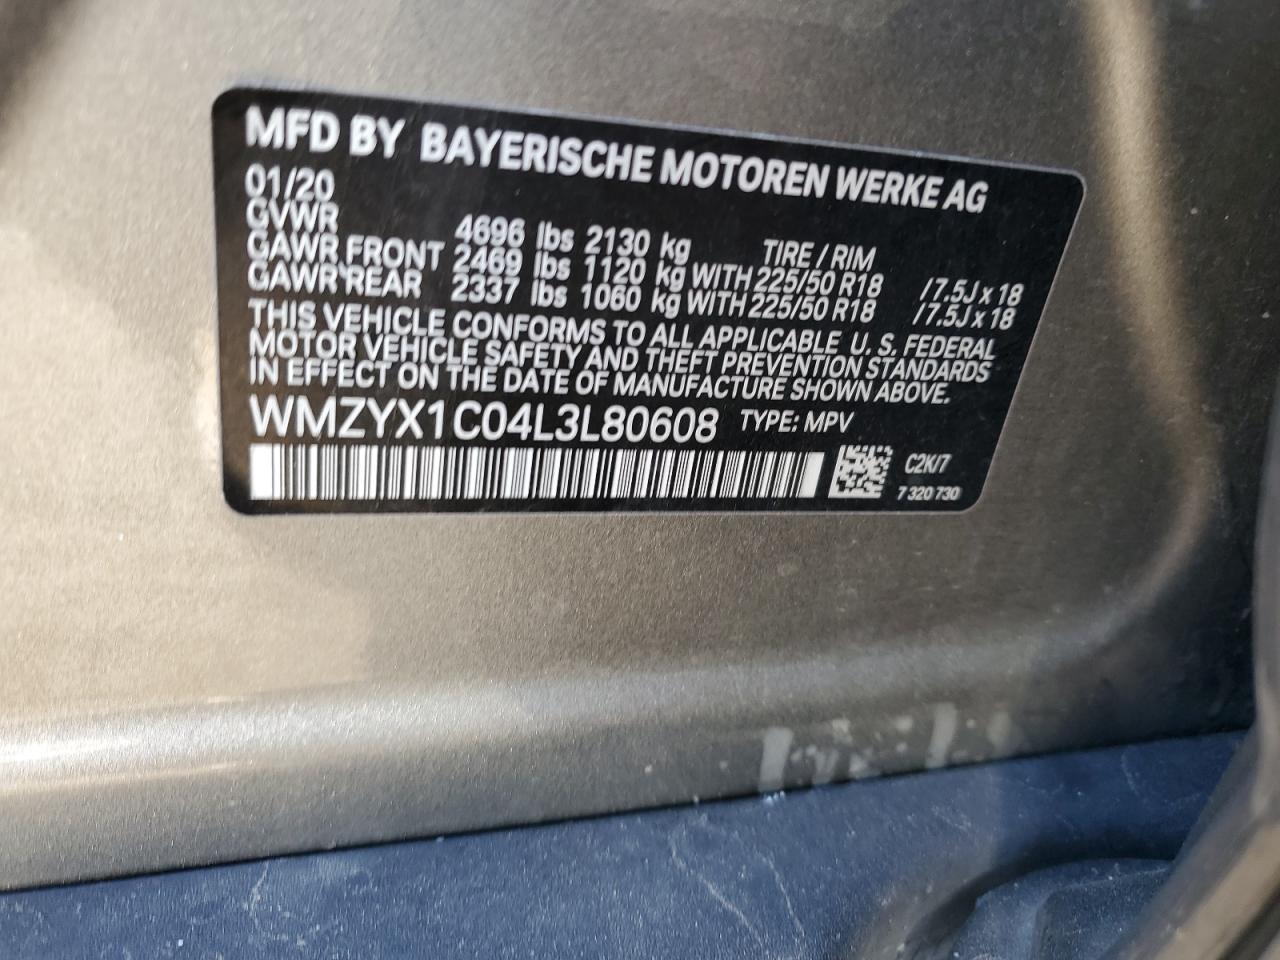 MFD BY BAYERISCHE MOTOREN WERKE AG
01/20
GVWR 4696 lbs 2130 kg TIRE / RIM
GAWR FRONT 2469 lbs 1120 kg WITH 225/50 R18 / 7.5J x 18
GAWR REAR 2337 lbs 1060 kg WITH 225/50 R18 / 7.5J x 18
THIS VEHICLE CONFORMS TO ALL APPLICABLE U. S. FEDERAL
MOTOR VEHICLE SAFETY AND THEFT PREVENTION STANDARDS
IN EFFECT ON THE DATE OF MANUFACTURE SHOWN ABOVE.
WMZYX1C04L3L80608 TYPE: MPV
C2K/7
7 320 730